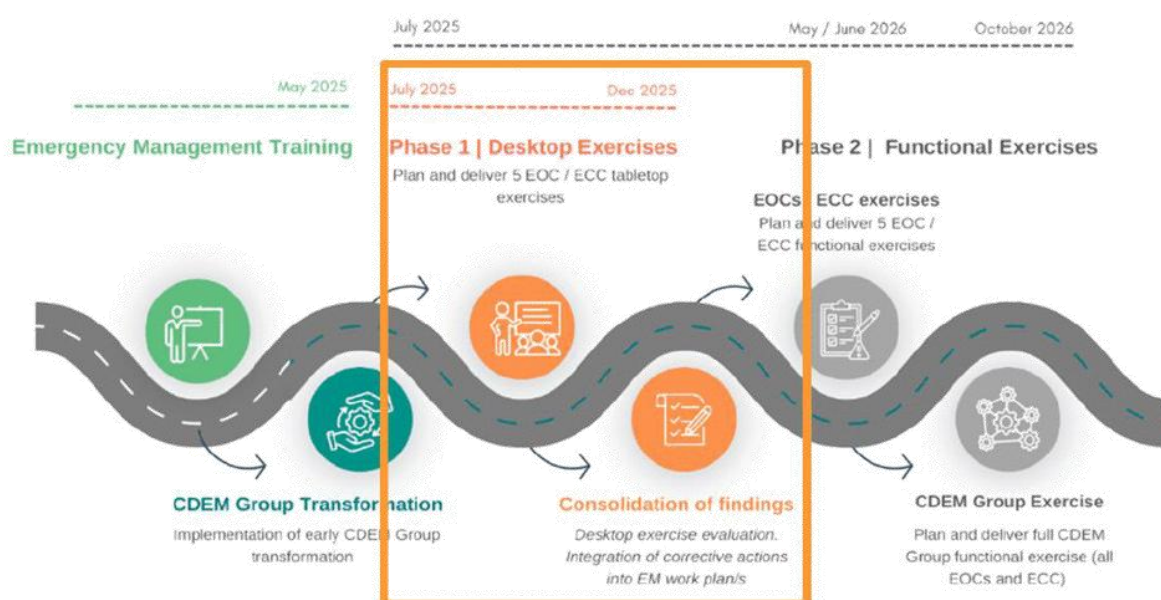 July 2025
May / June 2026
October 2026
May 2025
July 2025
Dec 2025
Emergency Management Training
Phase 1 | Desktop Exercises
Plan and deliver 5 EOC / ECC tabletop
exercises
Phase 2 | Functional Exercises
EOCs / ECC exercises
Plan and deliver 5 EOC /
ECC functional exercises
CDEM Group Transformation
Implementation of early CDEM Group
transformation
Consolidation of findings
Desktop exercise evaluation.
Integration of corrective actions
into EM work plan/s
CDEM Group Exercise
Plan and deliver full CDEM
Group functional exercise (all
EOCs and ECC)